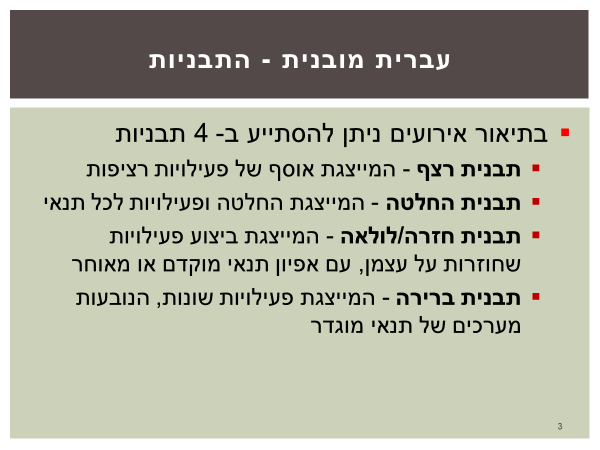 עברית מובנית - התבניות
בתיאור אירועים ניתן להסתייע ב- 4 תבניות
תבנית רצף - המייצגת אוסף של פעילויות רציפות
תבנית החלטה - המייצגת החלטה ופעילויות לכל תנאי
תבנית חזרה/לולאה - המייצגת ביצוע פעילויות
שחוזרות על עצמן, עם אפיון תנאי מוקדם או מאוחר
תבנית ברירה - המייצגת פעילויות שונות, הנובעות
מערכים של תנאי מוגדר
3